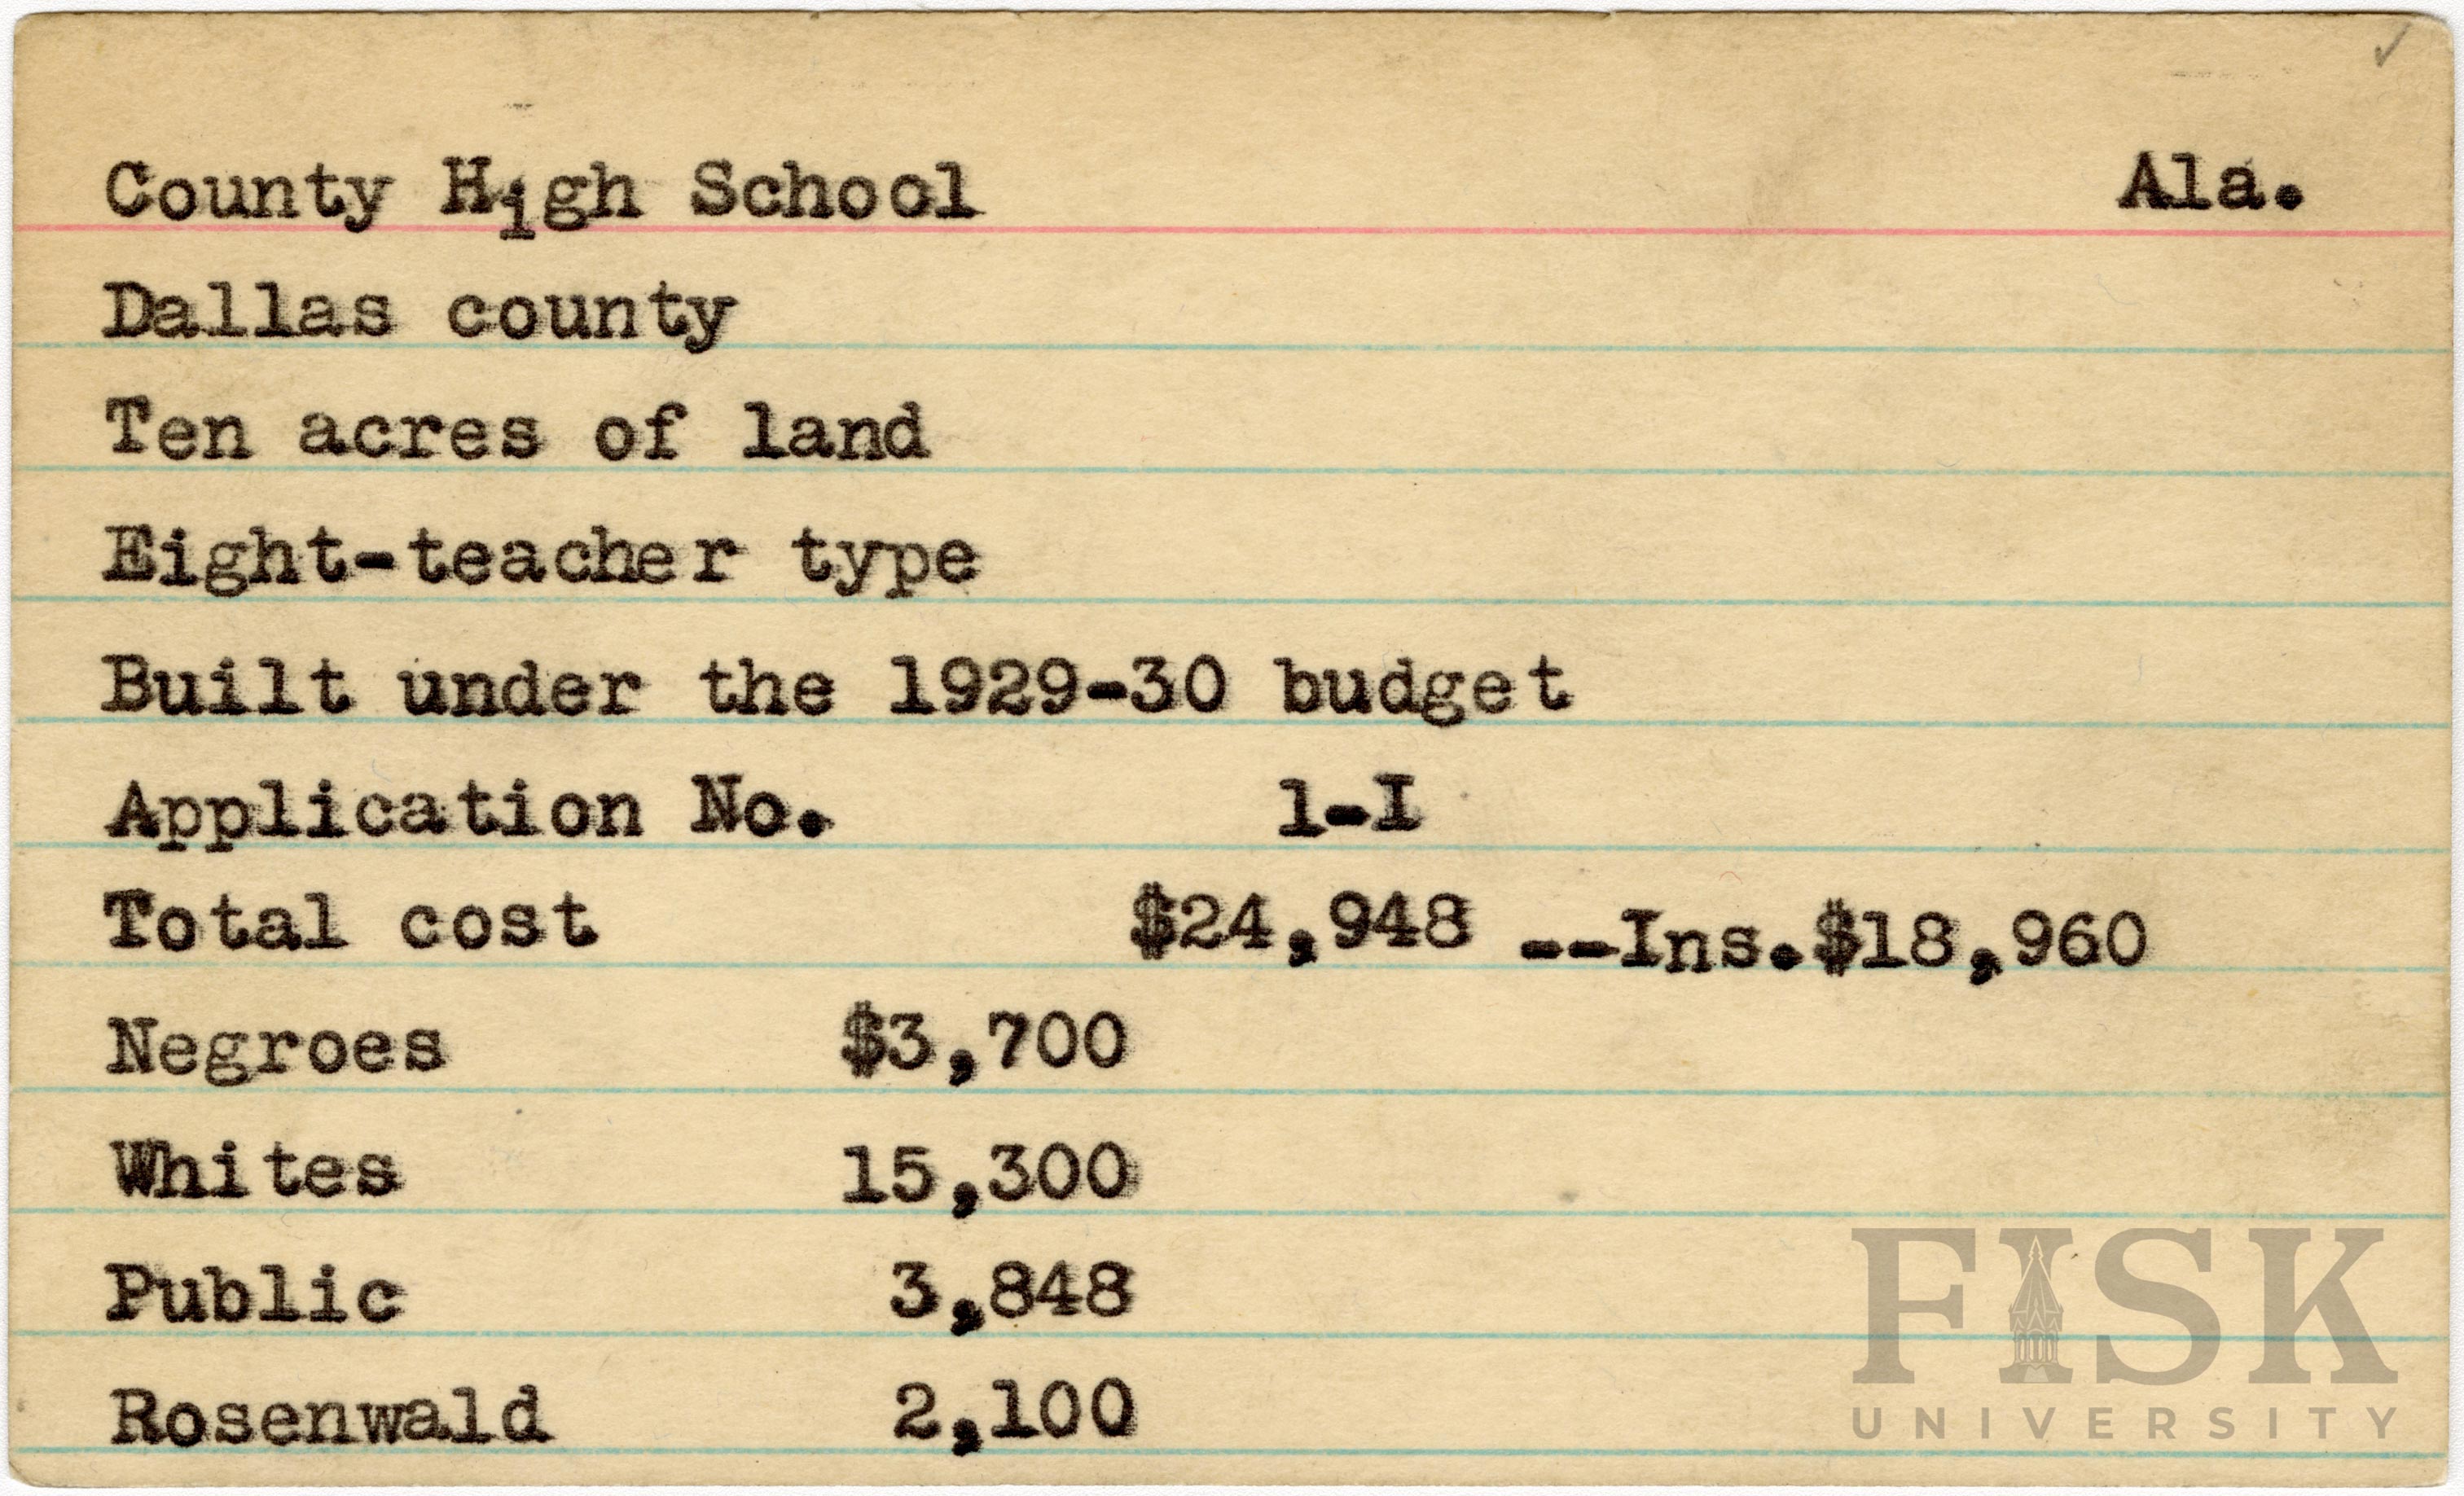 County High School Ala.
Dallas county
Ten acres of land
Eight-teacher type
Built under the 1929-30 budget
Application No. 1-I
Total cost $24,948 --Ins.$18,960
Negroes $3,700
Whites 15,300
Public 3,848
Rosenwald 2,100
FISK
UNIVERSITY